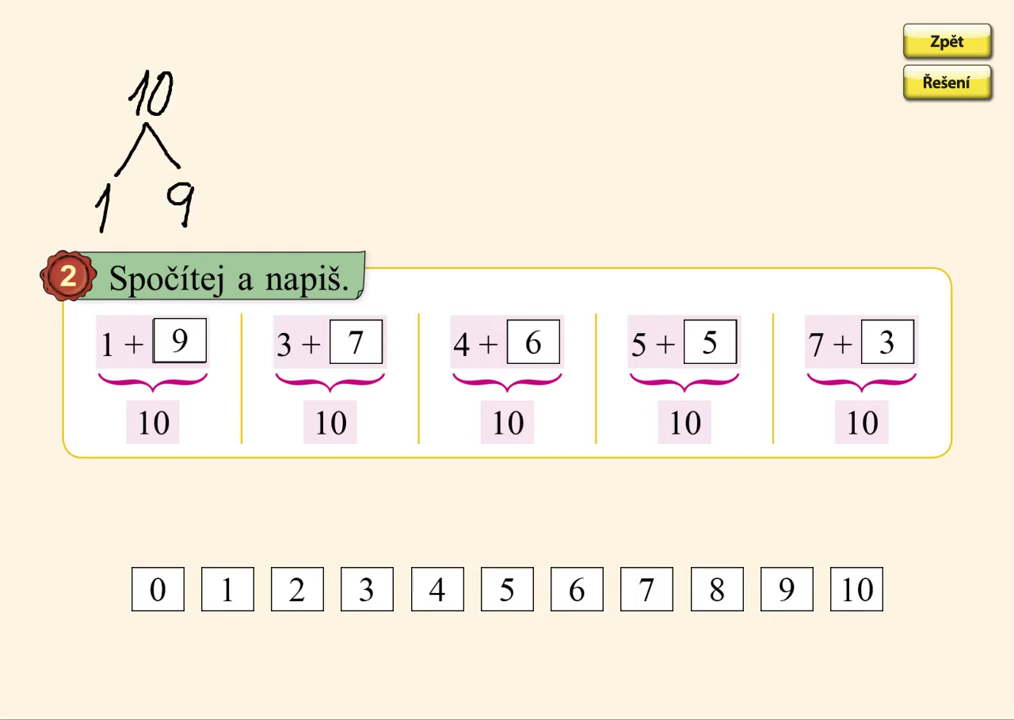 Zpět
Řešení
10
1 9
2 Spočítej a napiš.
1 + 9 3 + 7 4 + 6 5 + 5 7 + 3
10 10 10 10 10
0 1 2 3 4 5 6 7 8 9 10